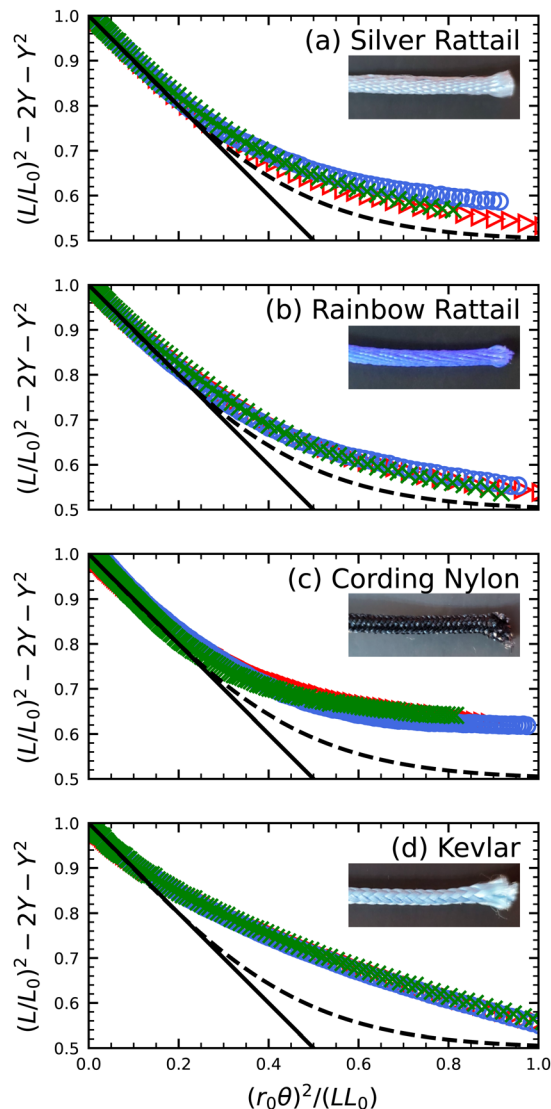 (a) Silver Rattail
1.0
0.9
0.8
0.7
0.6
0.5
(L/L₀)² − 2Y − Y²
(b) Rainbow Rattail
1.0
0.9
0.8
0.7
0.6
0.5
(L/L₀)² − 2Y − Y²
(c) Cording Nylon
1.0
0.9
0.8
0.7
0.6
0.5
(L/L₀)² − 2Y − Y²
(d) Kevlar
1.0
0.9
0.8
0.7
0.6
0.5
(L/L₀)² − 2Y − Y²
0.0 0.2 0.4 0.6 0.8 1.0
(r₀θ)²/(LL₀)